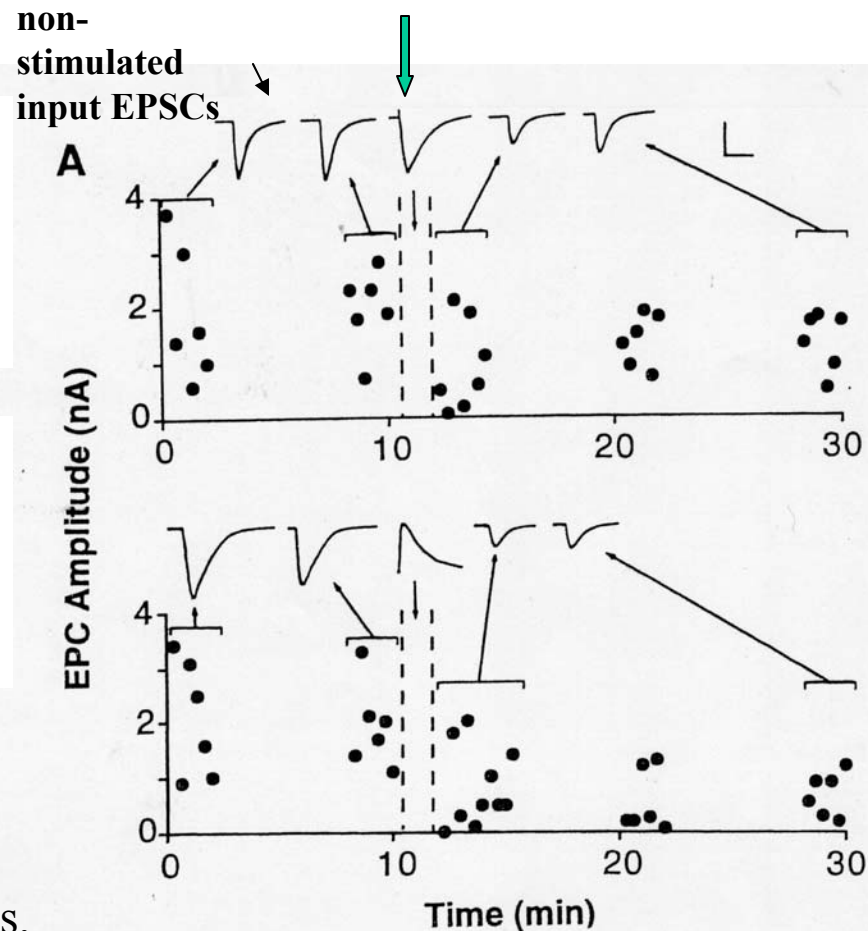 non-
stimulated
input EPSCs
A
4
2
0
0 10 20 30
EPC Amplitude (nA)
4
2
0
0 10 20 30
Time (min)
s.